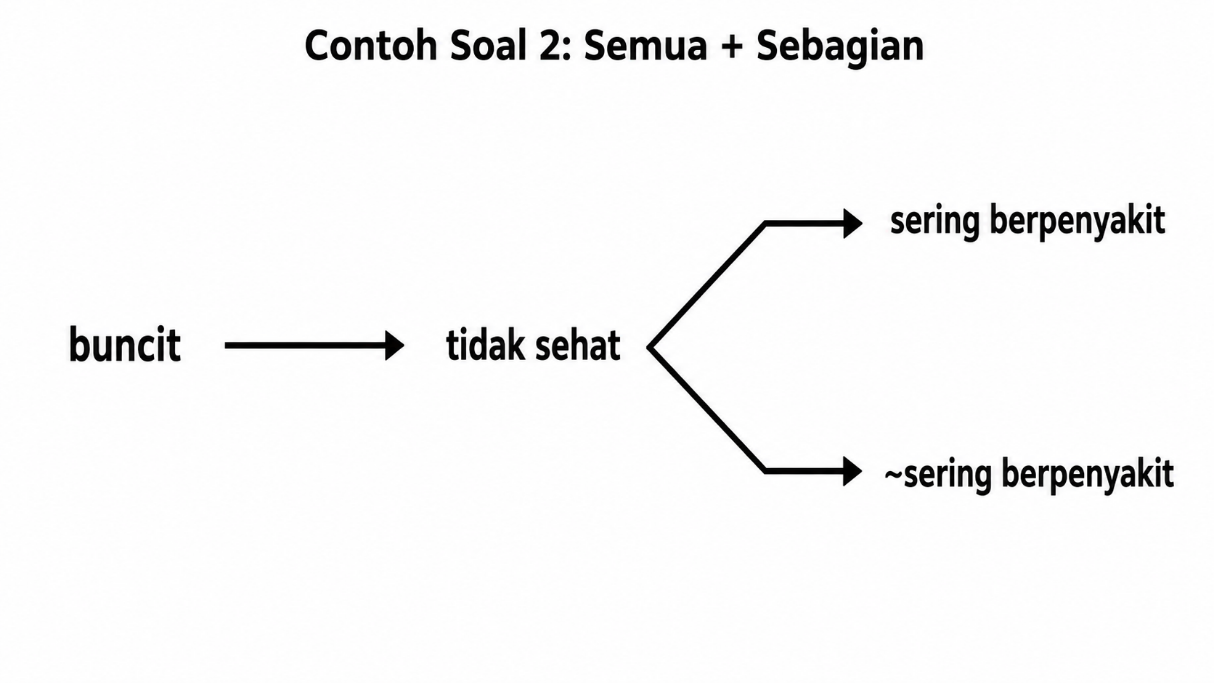 Contoh Soal 2: Semua + Sebagian
sering berpenyakit
buncit
tidak sehat
~sering berpenyakit